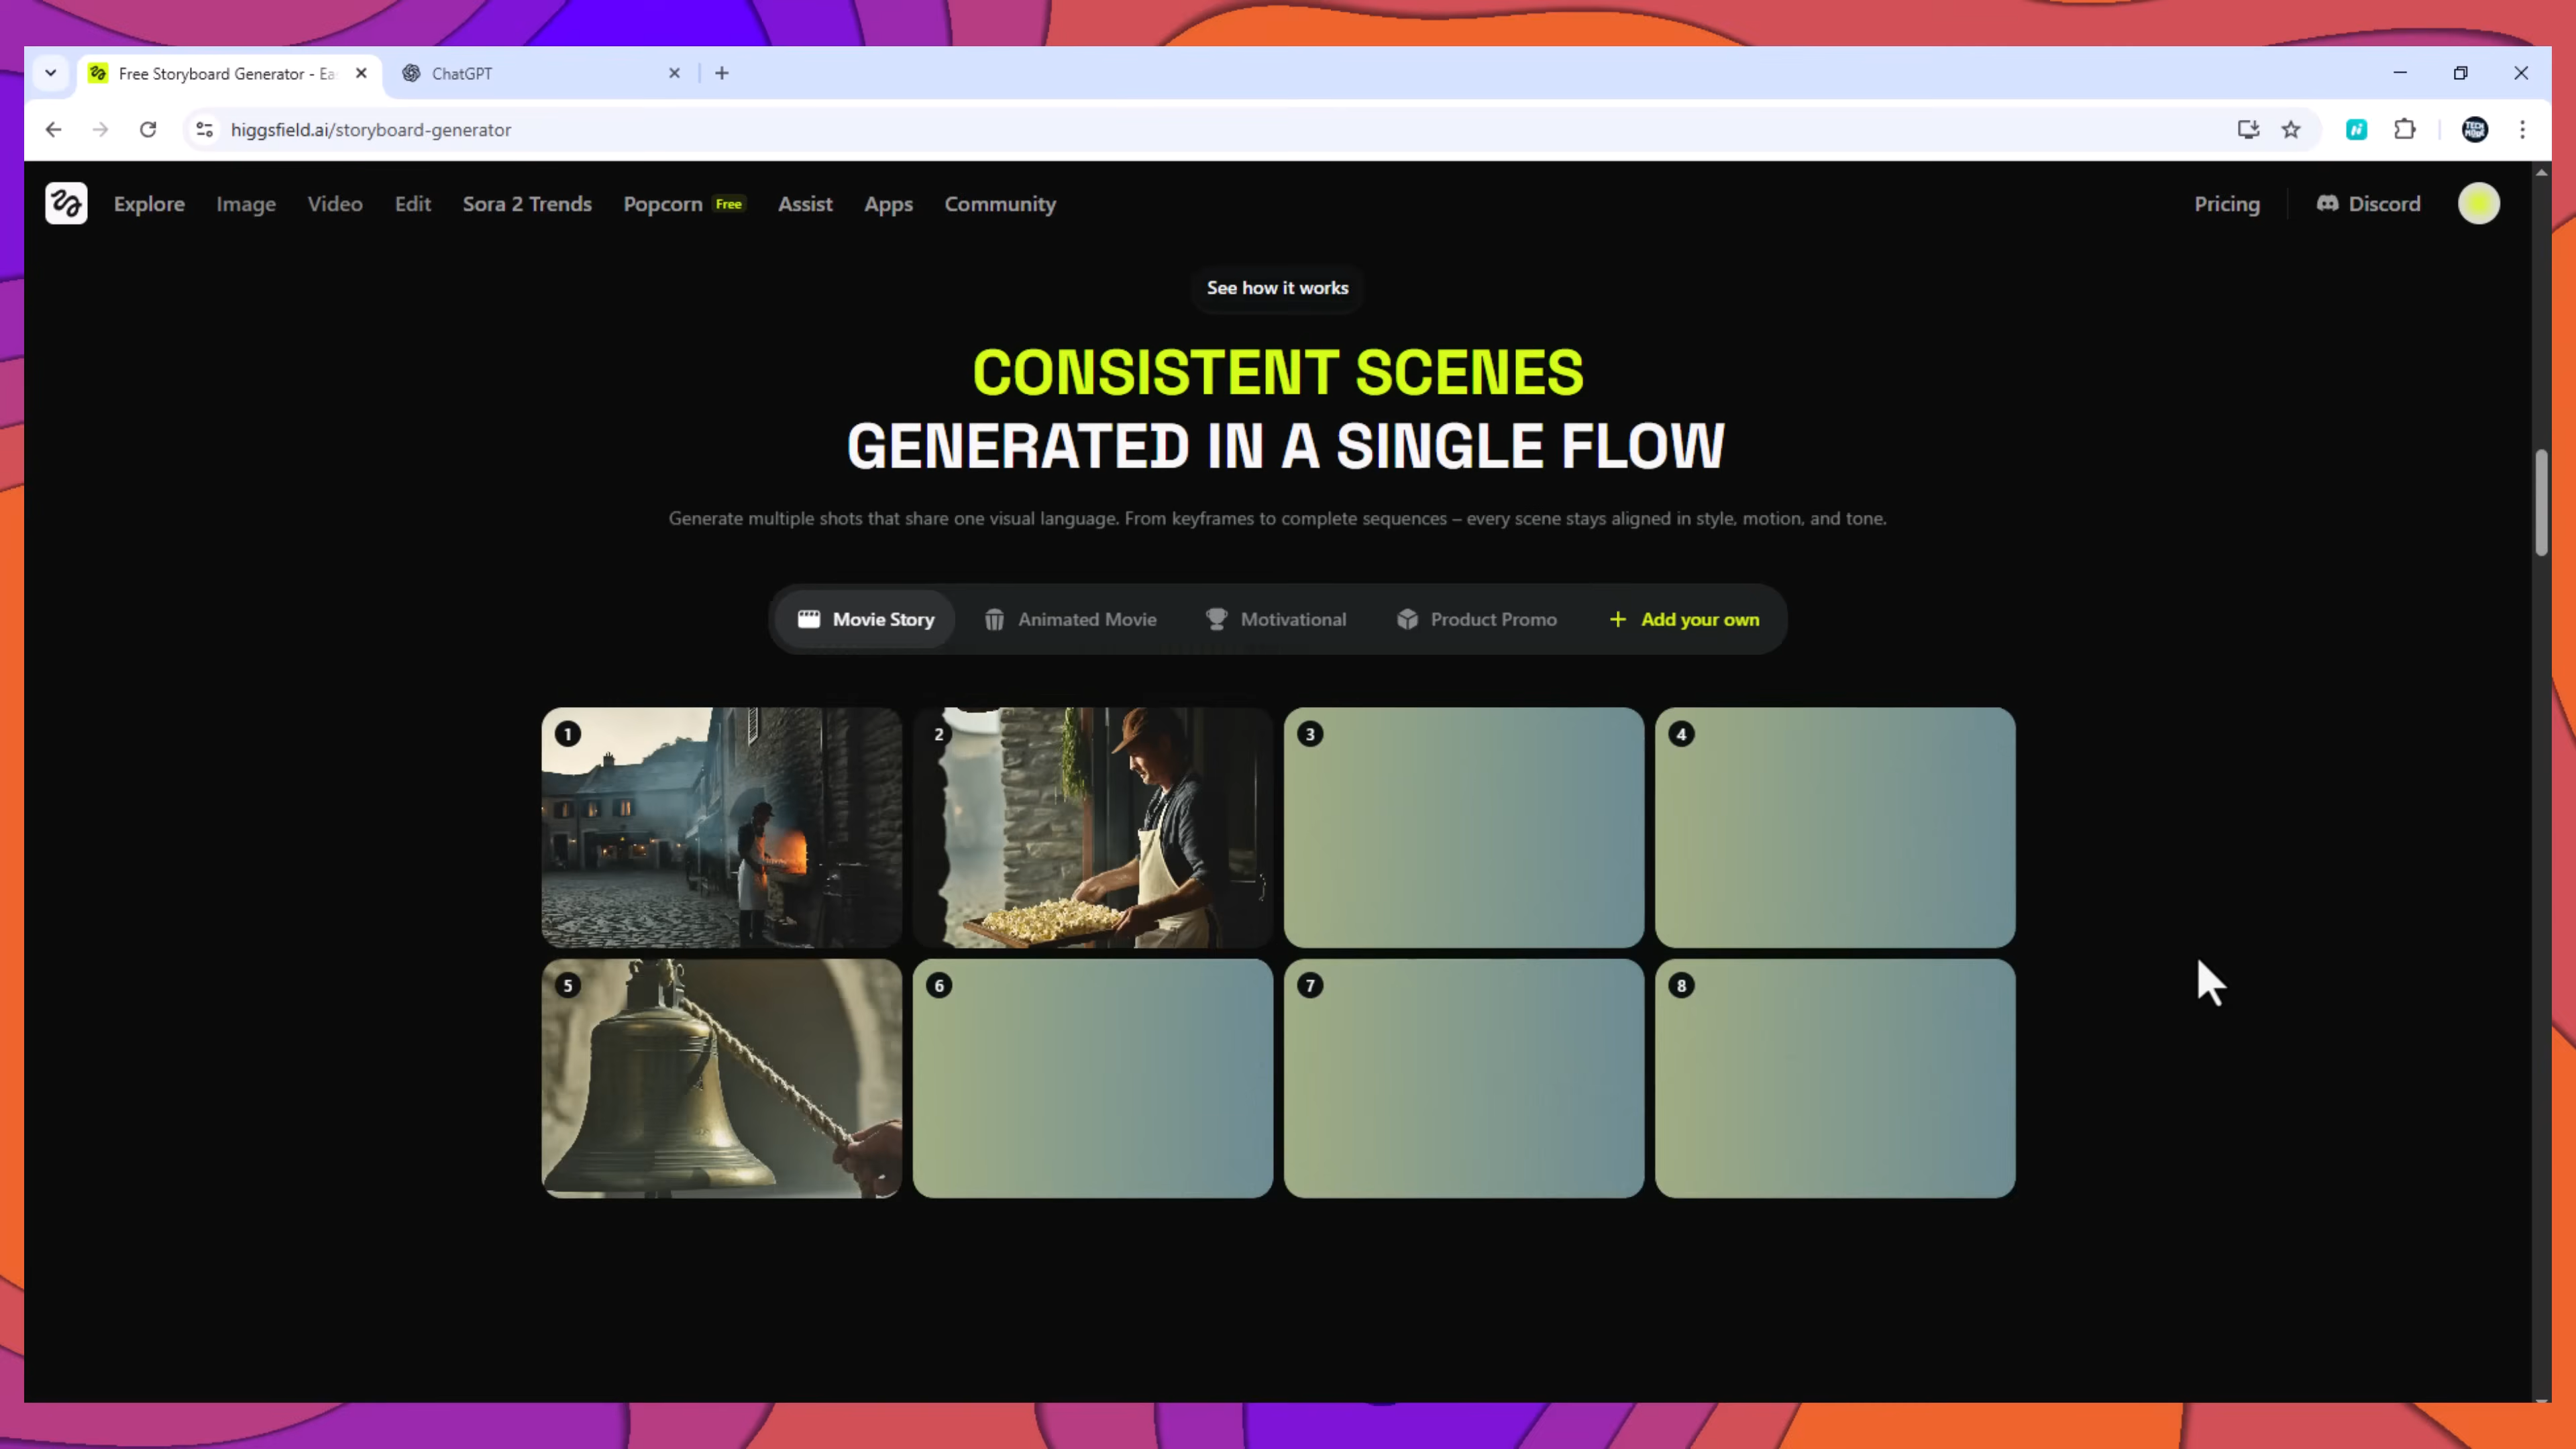 Free Storyboard Generator - Ea
ChatGPT
higgsfield.ai/storyboard-generator
Explore
Image
Video
Edit
Sora 2 Trends
Popcorn Free
Assist
Apps
Community
Pricing
Discord
See how it works
CONSISTENT SCENES
GENERATED IN A SINGLE FLOW
Generate multiple shots that share one visual language. From keyframes to complete sequences – every scene stays aligned in style, motion, and tone.
Movie Story
Animated Movie
Motivational
Product Promo
+ Add your own
1
2
3
4
5
6
7
8